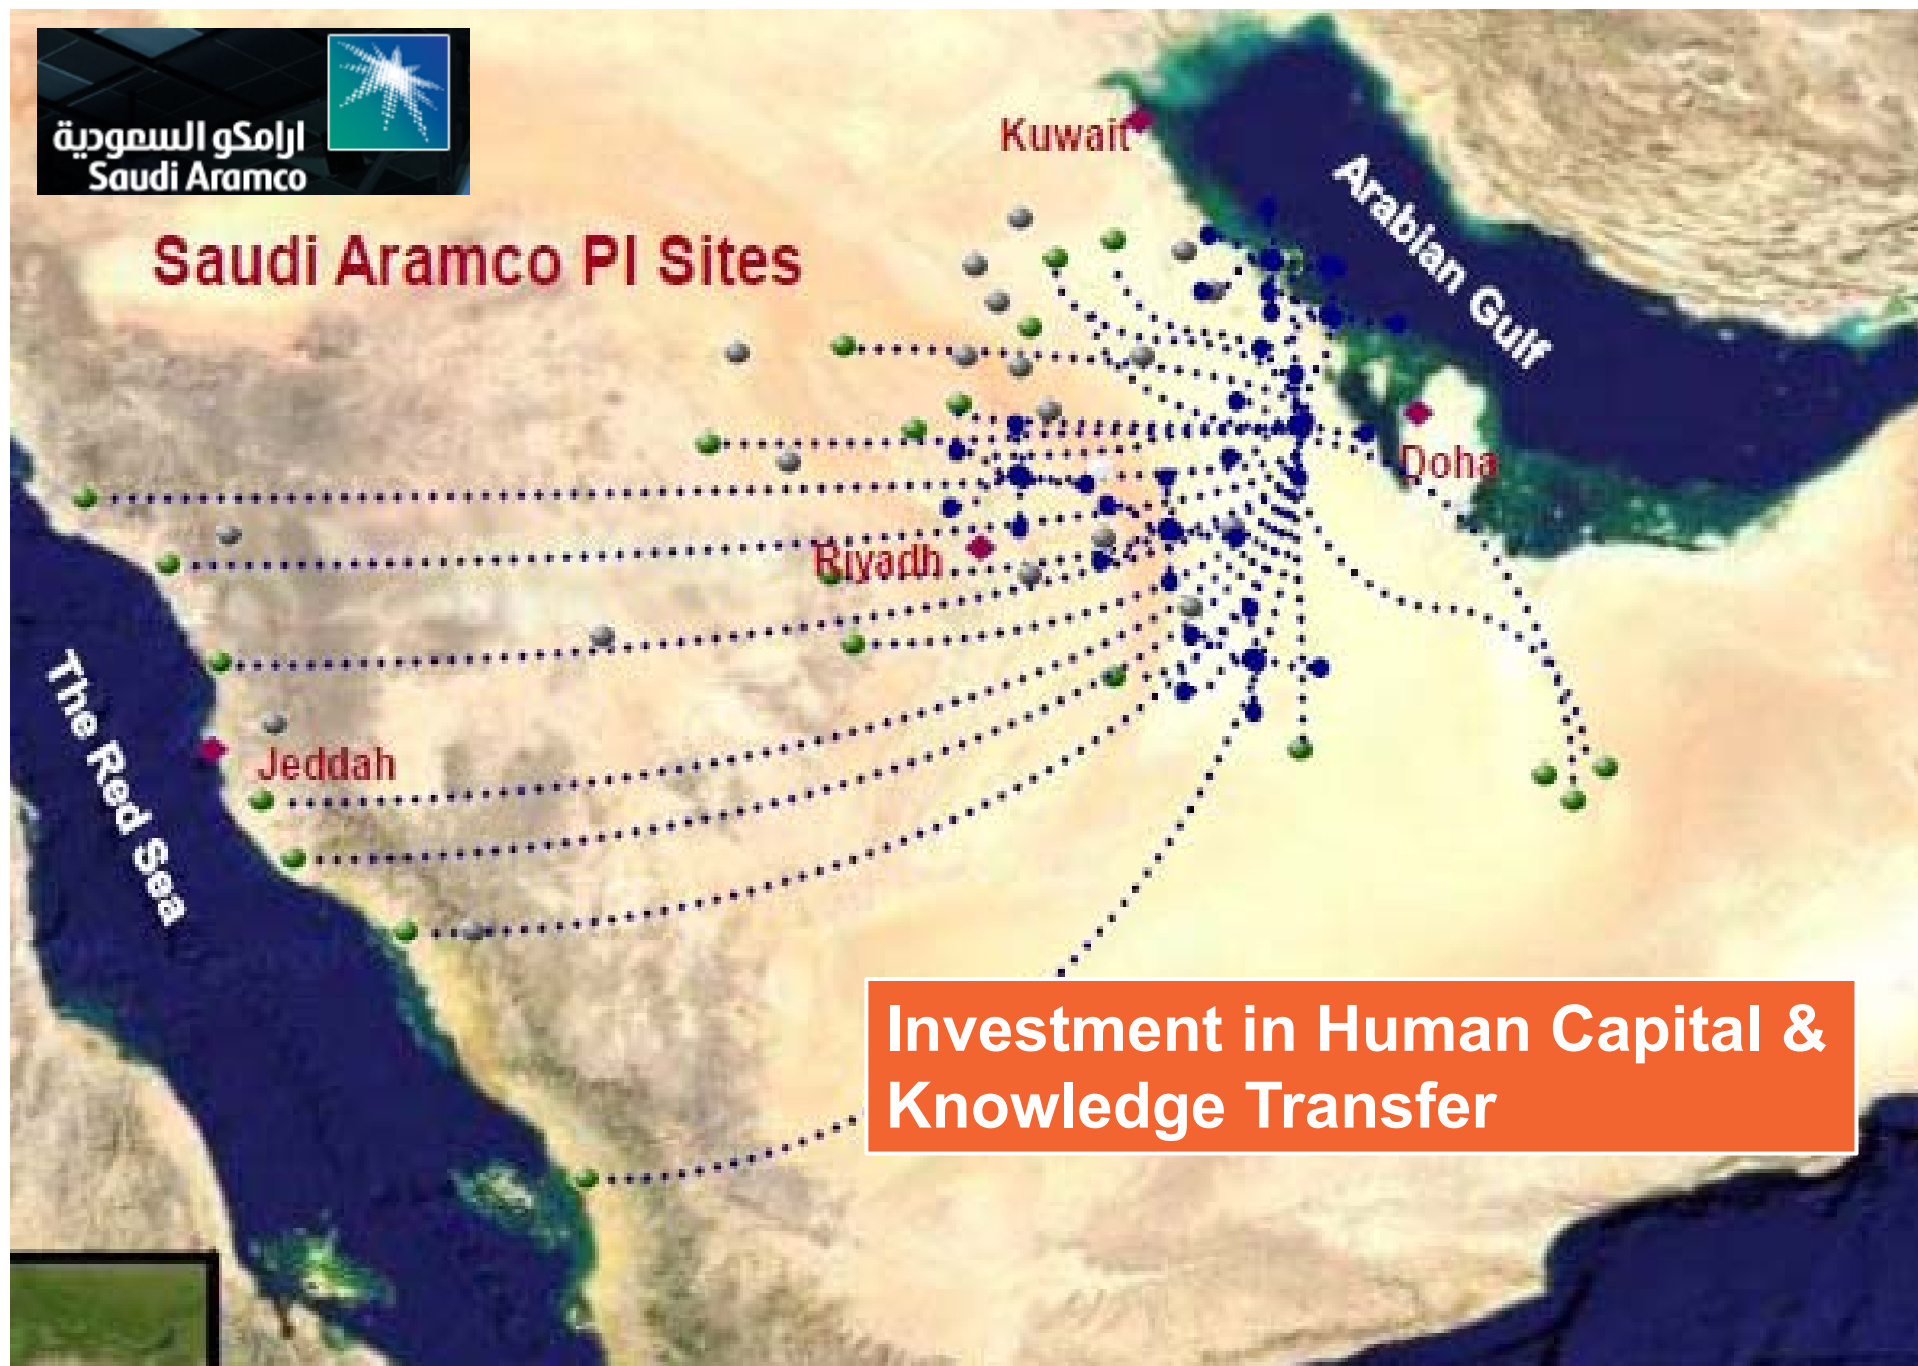 ارامكو السعودية
Saudi Aramco
Saudi Aramco PI Sites
Kuwait
Arabian Gulf
Doha
Riyadh
The Red Sea
Jeddah
Investment in Human Capital &
Knowledge Transfer